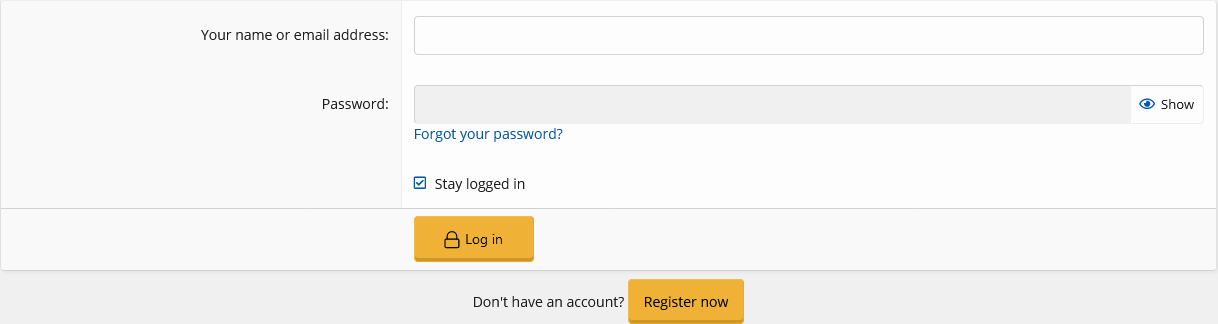 Your name or email address:
Password:
Show
Forgot your password?
Stay logged in
Log in
Don't have an account? Register now